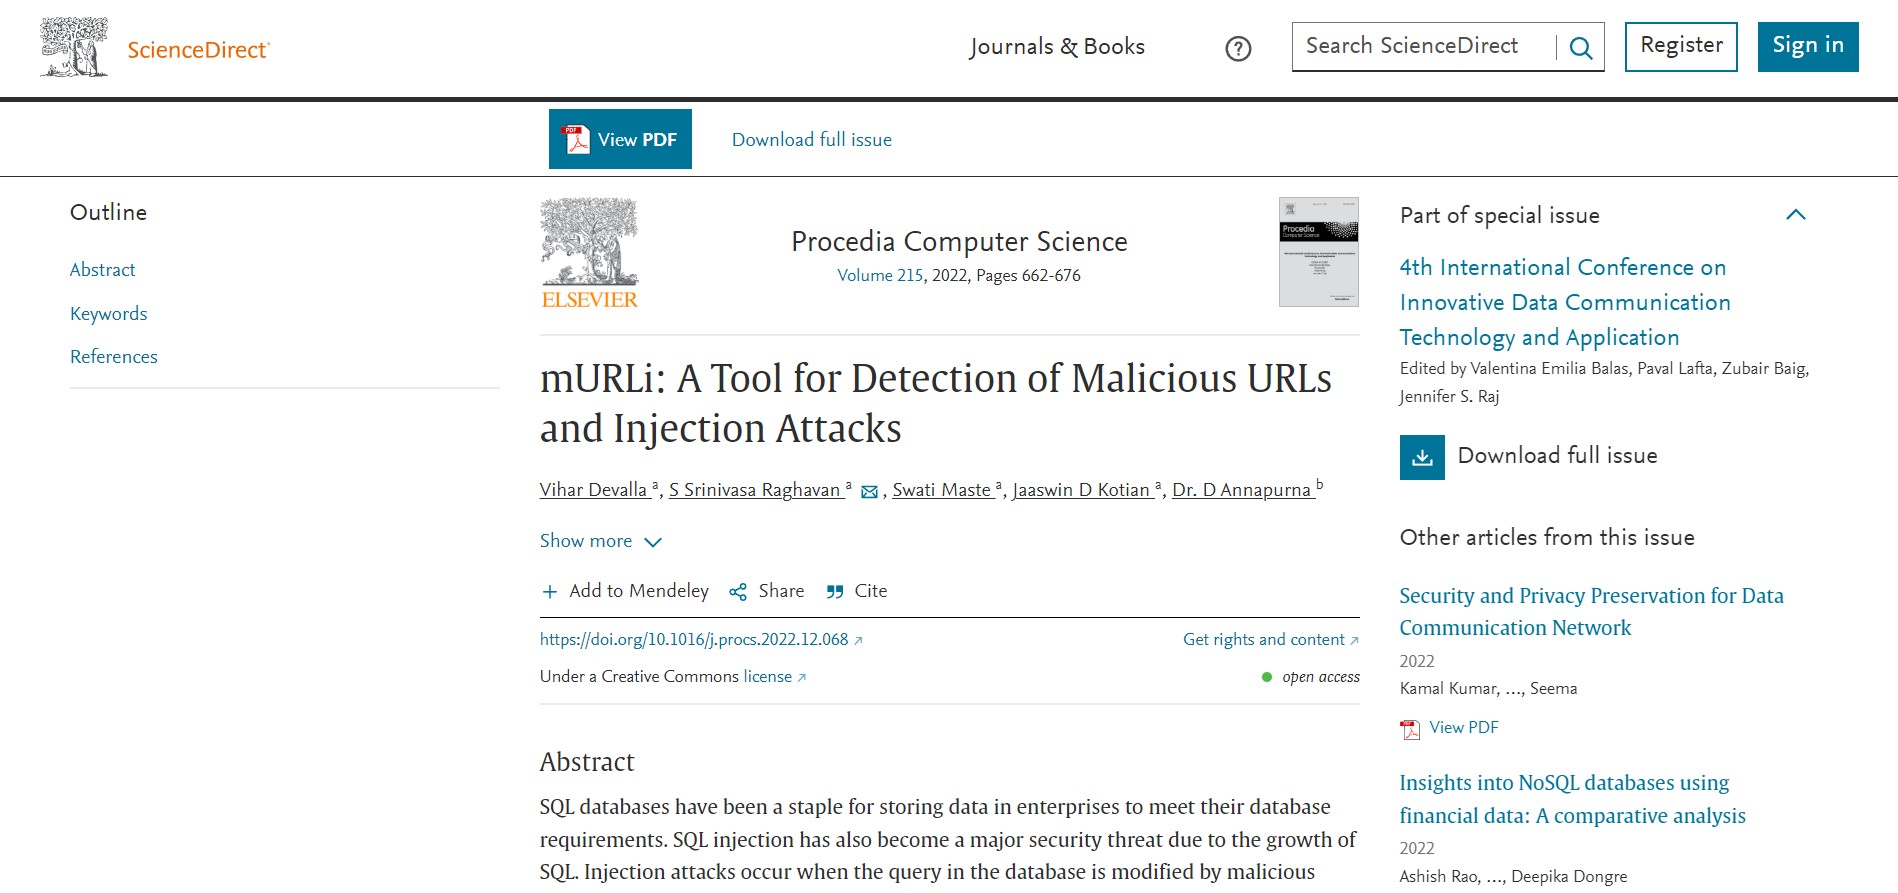 ScienceDirect
Journals & Books
?
Search ScienceDirect
Register
Sign in
View PDF
Download full issue
Outline
Abstract
Keywords
References
ELSEVIER
Procedia Computer Science
Volume 215, 2022, Pages 662-676
Procedia
Computer Science
mURLi: A Tool for Detection of Malicious URLs
and Injection Attacks
Vihar Devalla a, S Srinivasa Raghavan a, Swati Maste a, Jaaswin D Kotian a, Dr. D Annapurna b
Show more
Add to Mendeley
Share
Cite
https://doi.org/10.1016/j.procs.2022.12.068
Get rights and content
Under a Creative Commons license
open access
Abstract
SQL databases have been a staple for storing data in enterprises to meet their database
requirements. SQL injection has also become a major security threat due to the growth of
SQL. Injection attacks occur when the query in the database is modified by malicious
Part of special issue
4th International Conference on
Innovative Data Communication
Technology and Application
Edited by Valentina Emilia Balas, Paval Lafta, Zubair Baig,
Jennifer S. Raj
Download full issue
Other articles from this issue
Security and Privacy Preservation for Data
Communication Network
2022
Kamal Kumar, …, Seema
PDF
View PDF
Insights into NoSQL databases using
financial data: A comparative analysis
2022
Ashish Rao, …, Deepika Dongre